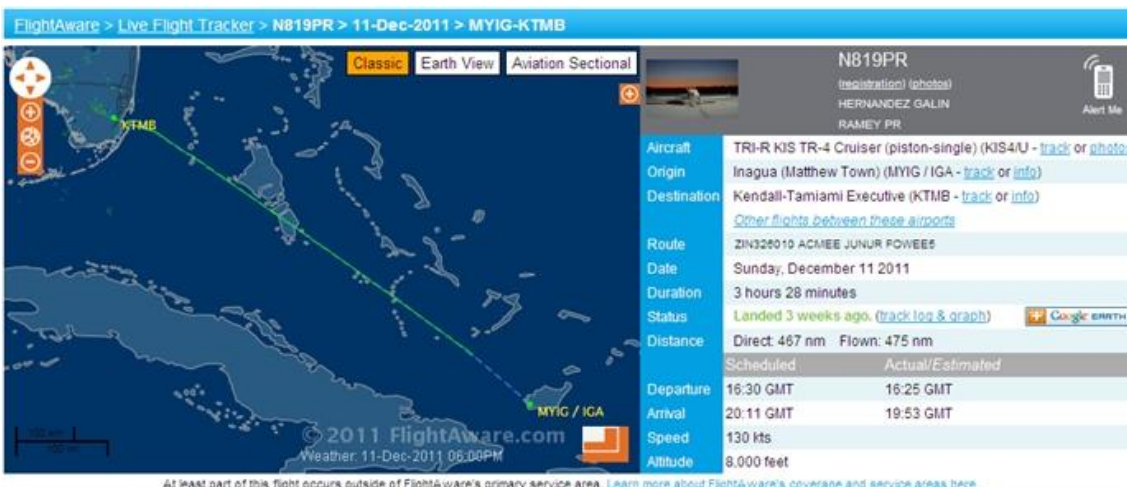 FlightAware > Live Flight Tracker > N819PR > 11-Dec-2011 > MYIG-KTMB
Classic
Earth View
Aviation Sectional
KTMB
MYIG / IGA
© 2011 FlightAware.com
Weather: 11-Dec-2011 06:00PM
N819PR
(registration) (photos)
HERNANDEZ GALIN
RAMEY PR
Alert Me
Aircraft TRI-R KIS TR-4 Cruiser (piston-single) (KIS4/U - track or photos
Origin Inagua (Matthew Town) (MYIG / IGA - track or info)
Destination Kendall-Tamiami Executive (KTMB - track or info)
Other flights between these airports
Route ZIN326010 ACMEE JUNUR FOWEE5
Date Sunday, December 11 2011
Duration 3 hours 28 minutes
Status Landed 3 weeks ago. (track log & graph) Google EARTH
Distance Direct: 467 nm Flown: 475 nm
Scheduled Actual/Estimated
Departure 16:30 GMT 16:25 GMT
Arrival 20:11 GMT 19:53 GMT
Speed 130 kts
Altitude 8,000 feet
At least part of this flight occurs outside of FlightAware's primary service area. Learn more about FlightAware's coverage and service areas here